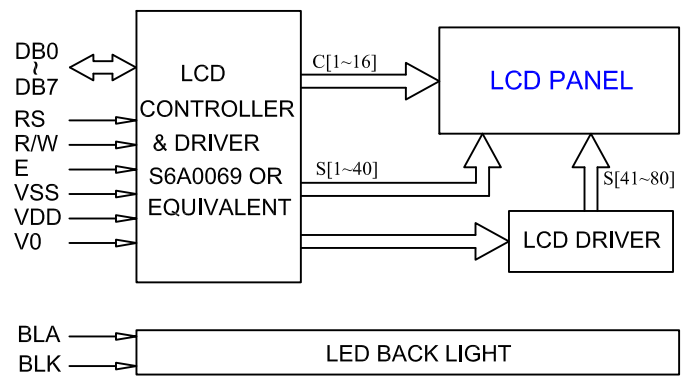 DB0
~
DB7
RS
R/W
E
VSS
VDD
V0
LCD
CONTROLLER
& DRIVER
S6A0069 OR
EQUIVALENT
C[1~16]
S[1~40]
LCD PANEL
S[41~80]
LCD DRIVER
BLA
BLK
LED BACK LIGHT